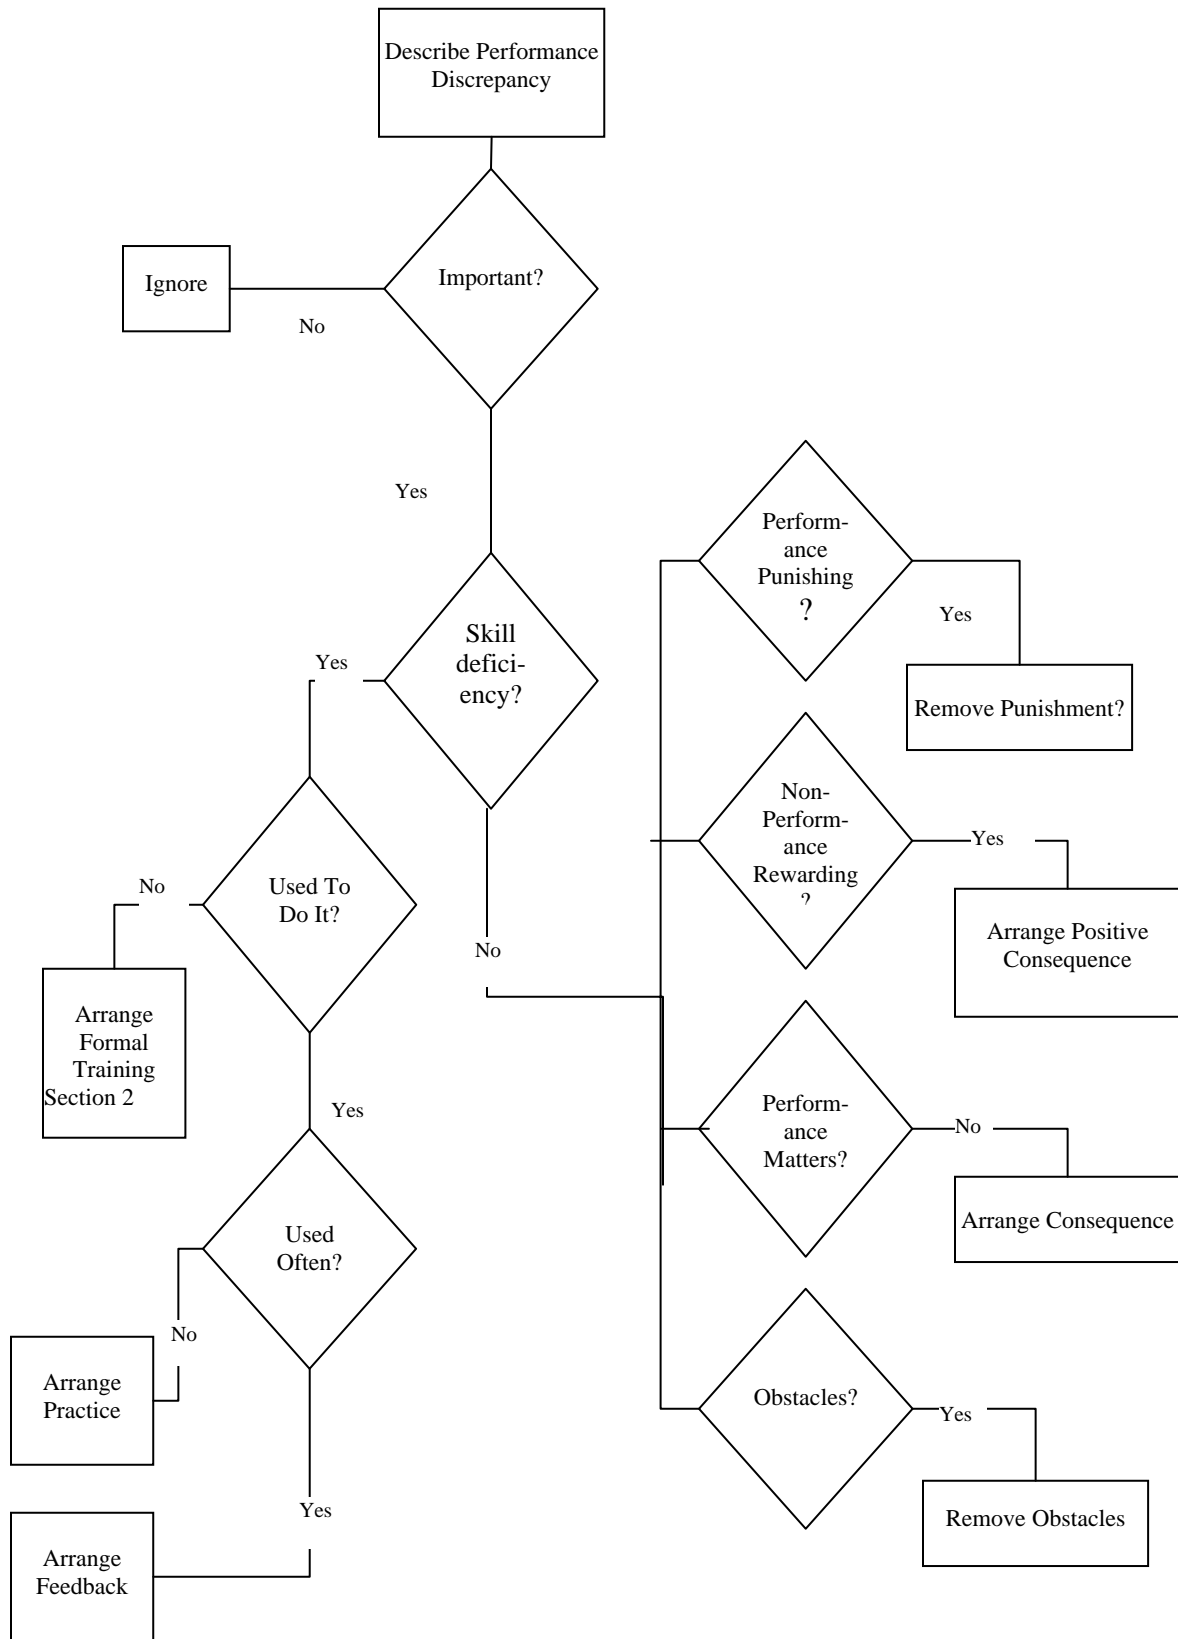 Describe Performance
Discrepancy
Important?
Ignore
No
Yes
Perform-
ance
Punishing
?
Yes
Remove Punishment?
Skill
defici-
ency?
Yes
No
Non-
Perform-
ance
Rewarding
?
Yes
Arrange Positive
Consequence
Used To
Do It?
No
Arrange
Formal
Training
Section 2
Yes
Perform-
ance
Matters?
No
Arrange Consequence
Used
Often?
No
Arrange
Practice
Yes
Arrange
Feedback
Obstacles?
Yes
Remove Obstacles